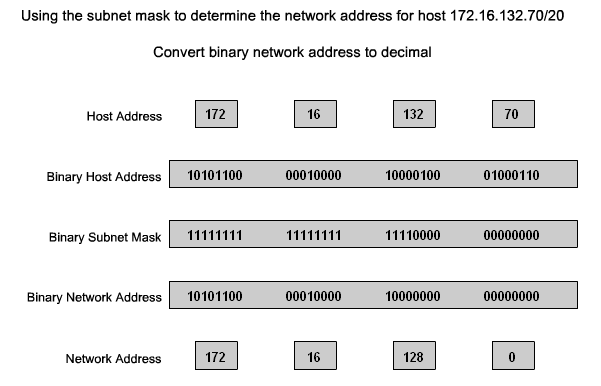 Using the subnet mask to determine the network address for host 172.16.132.70/20
Convert binary network address to decimal
Host Address 172 16 132 70
Binary Host Address 10101100 00010000 10000100 01000110
Binary Subnet Mask 11111111 11111111 11110000 00000000
Binary Network Address 10101100 00010000 10000000 00000000
Network Address 172 16 128 0